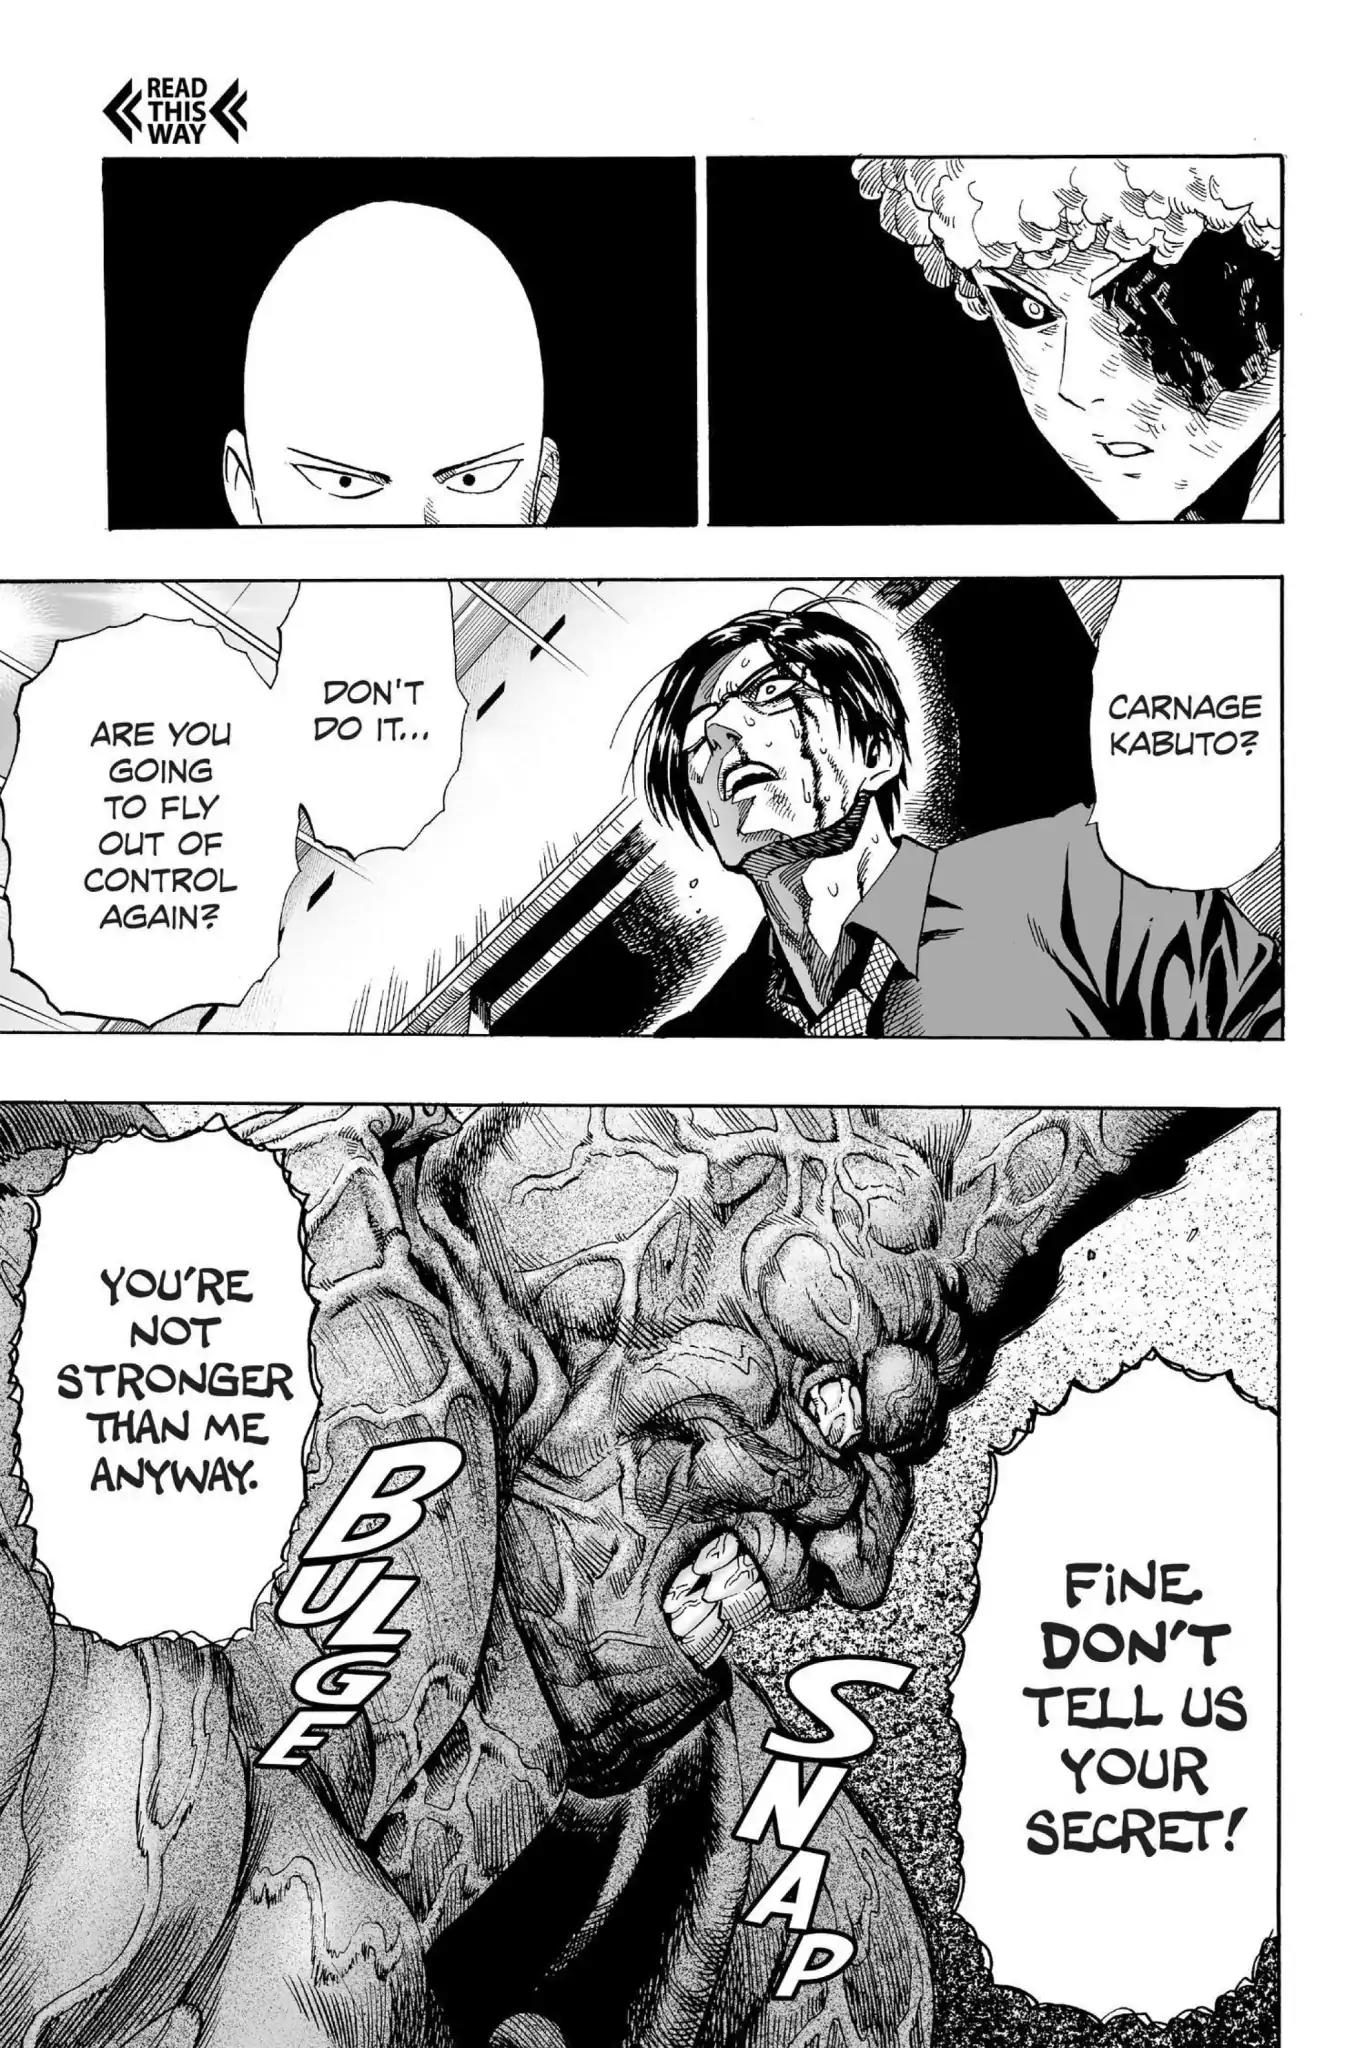 READ
THIS
WAY
CARNAGE
KABUTO?
DON'T
DO IT...
ARE YOU
GOING
TO FLY
OUT OF
CONTROL
AGAIN?
FINE.
DON'T
TELL US
YOUR
SECRET!
SNAP
BULGE
YOU'RE
NOT
STRONGER
THAN ME
ANYWAY.